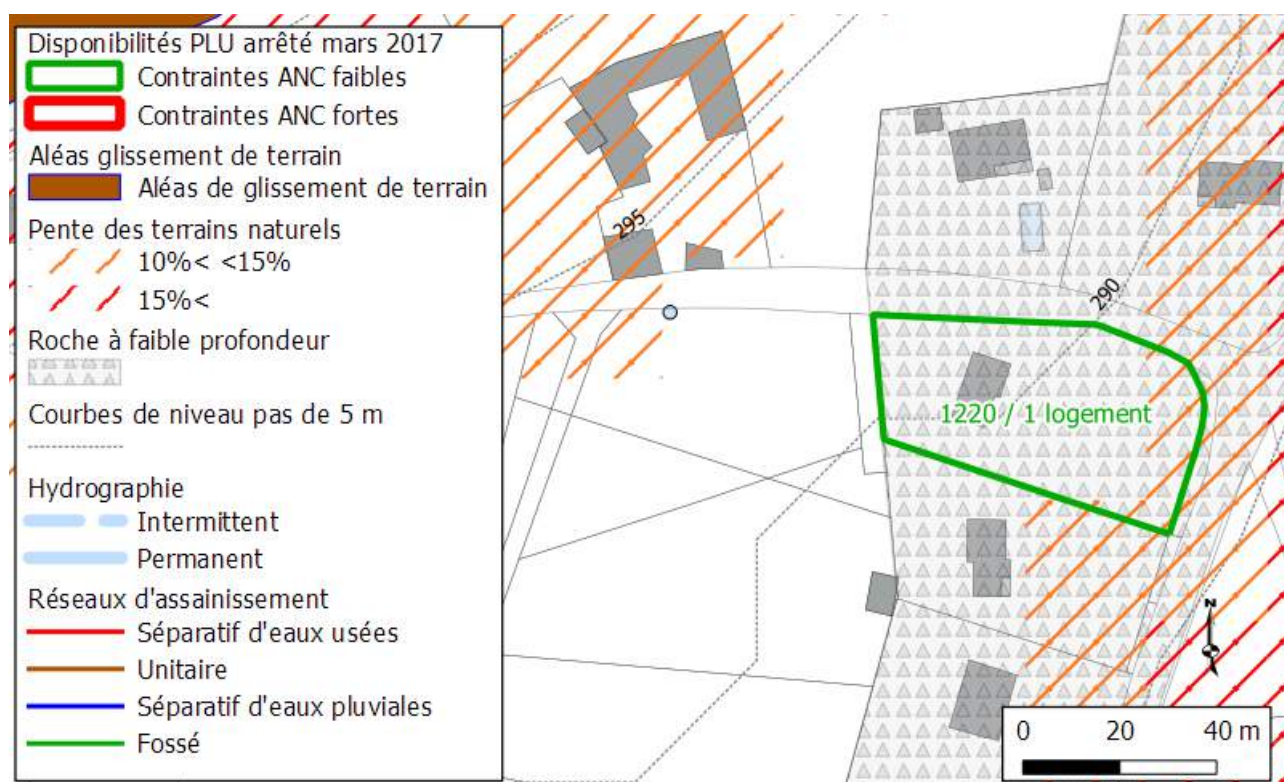 Disponibilités PLU arrêté mars 2017
Contraintes ANC faibles
Contraintes ANC fortes
Aléas glissement de terrain
Aléas de glissement de terrain
Pente des terrains naturels
10%< <15%
15%<
Roche à faible profondeur
Courbes de niveau pas de 5 m
Hydrographie
Intermittent
Permanent
Réseaux d'assainissement
Séparatif d'eaux usées
Unitaire
Séparatif d'eaux pluviales
Fossé
295
290
1220 / 1 logement
N
0 20 40 m